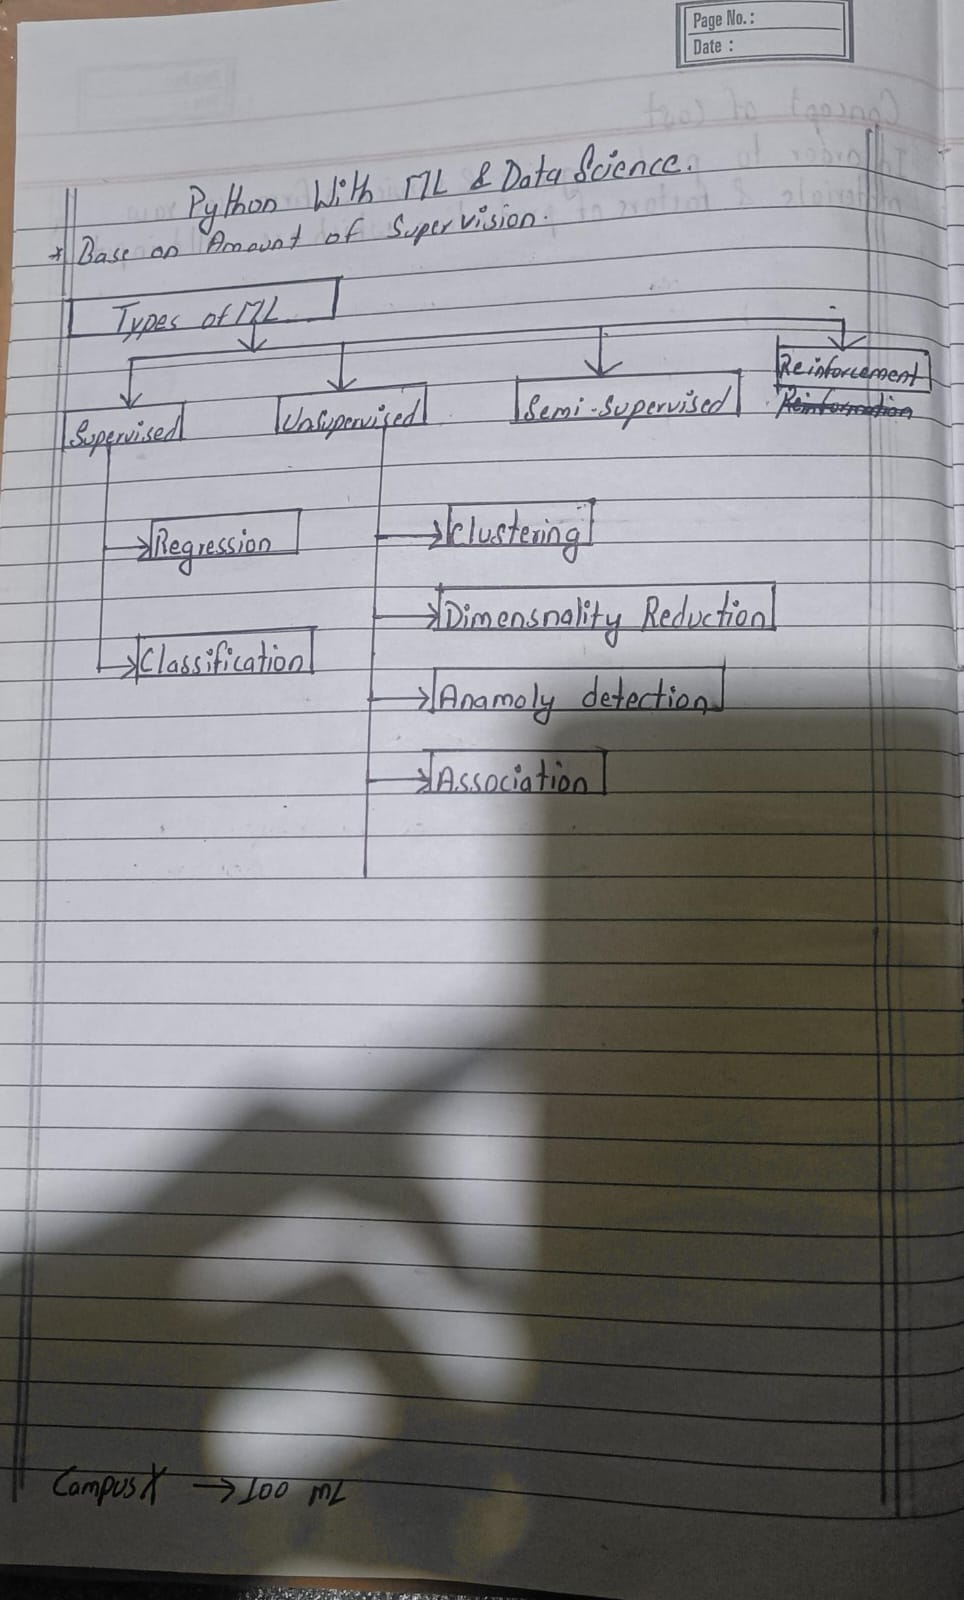 Page No.:
Date :
Python With ML & Data Science.
* Base on Amount of Supervision.
Types of ML
Supervised
Unsupervised
Semi-Supervised
Reinforcement
Reinformation
Regression
Classification
Clustering
Dimensnality Reduction
Anamoly detection
Association
CampusX → 100 ML